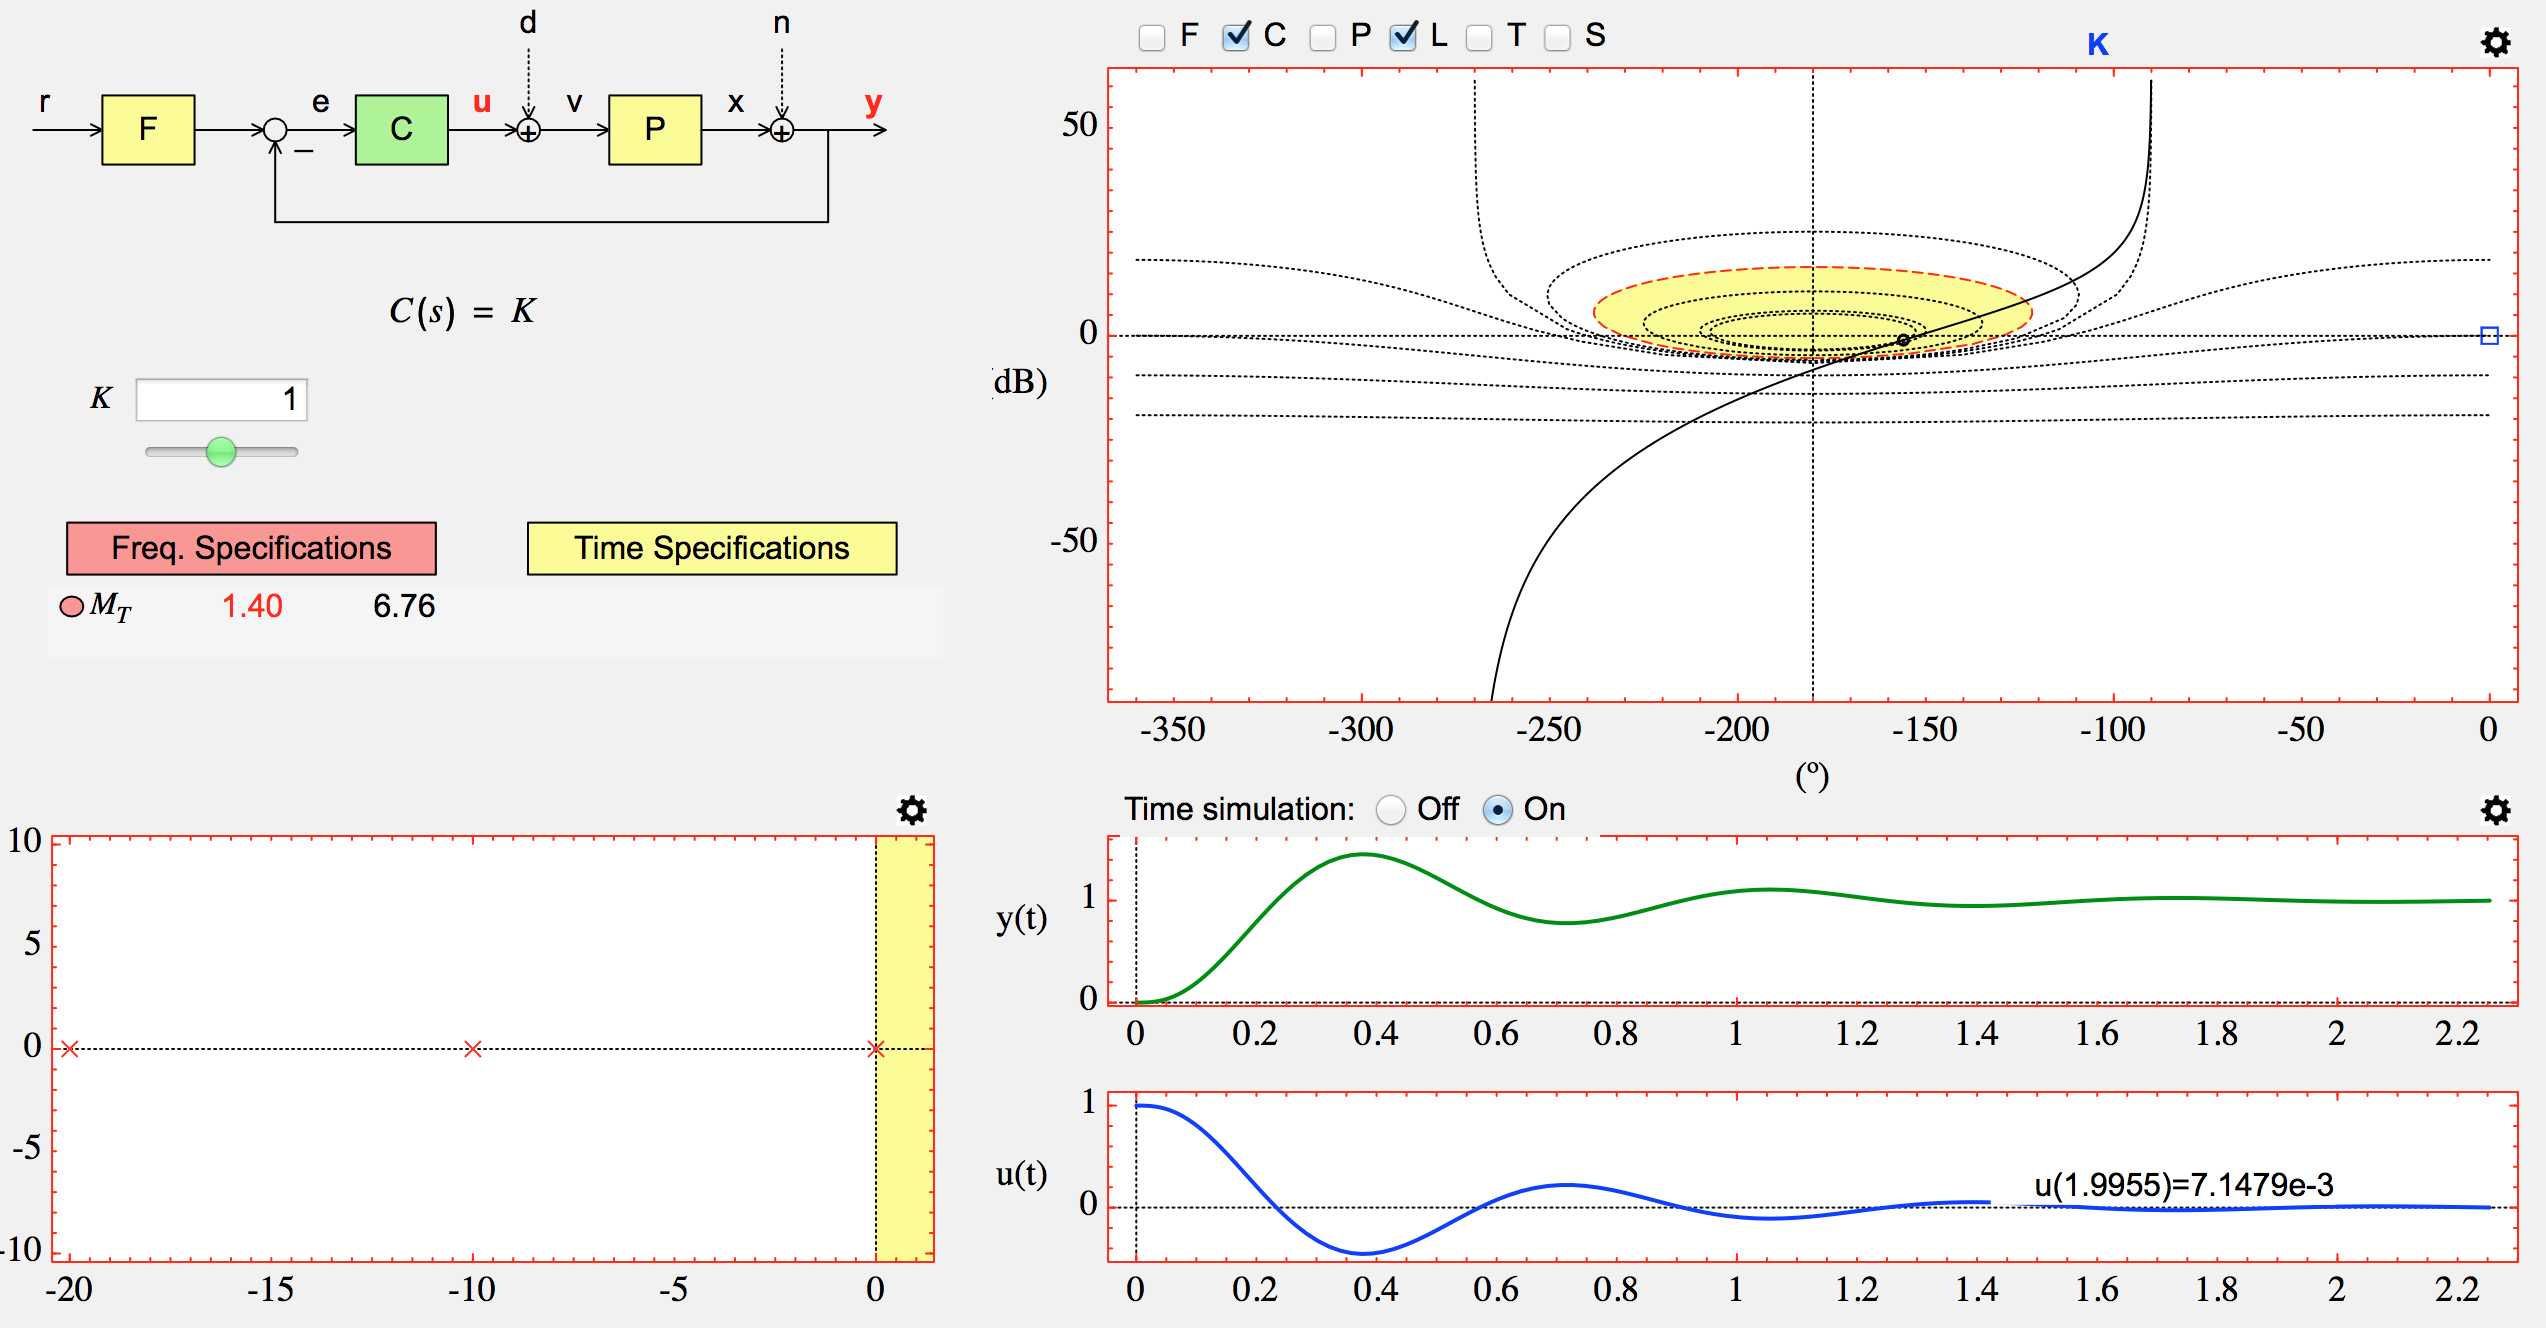 d n
r F e C u v P x y
+ +
−
C(s) = K
K 1
Freq. Specifications Time Specifications
M_T 1.40 6.76
F C P L T S K
50
0
(dB)
-50
-350 -300 -250 -200 -150 -100 -50 0
(º)
10
5
0
-5
-10
-20 -15 -10 -5 0
Time simulation: Off On
1
y(t)
0
0 0.2 0.4 0.6 0.8 1 1.2 1.4 1.6 1.8 2 2.2
1
u(t)
u(1.9955)=7.1479e-3
0
0 0.2 0.4 0.6 0.8 1 1.2 1.4 1.6 1.8 2 2.2